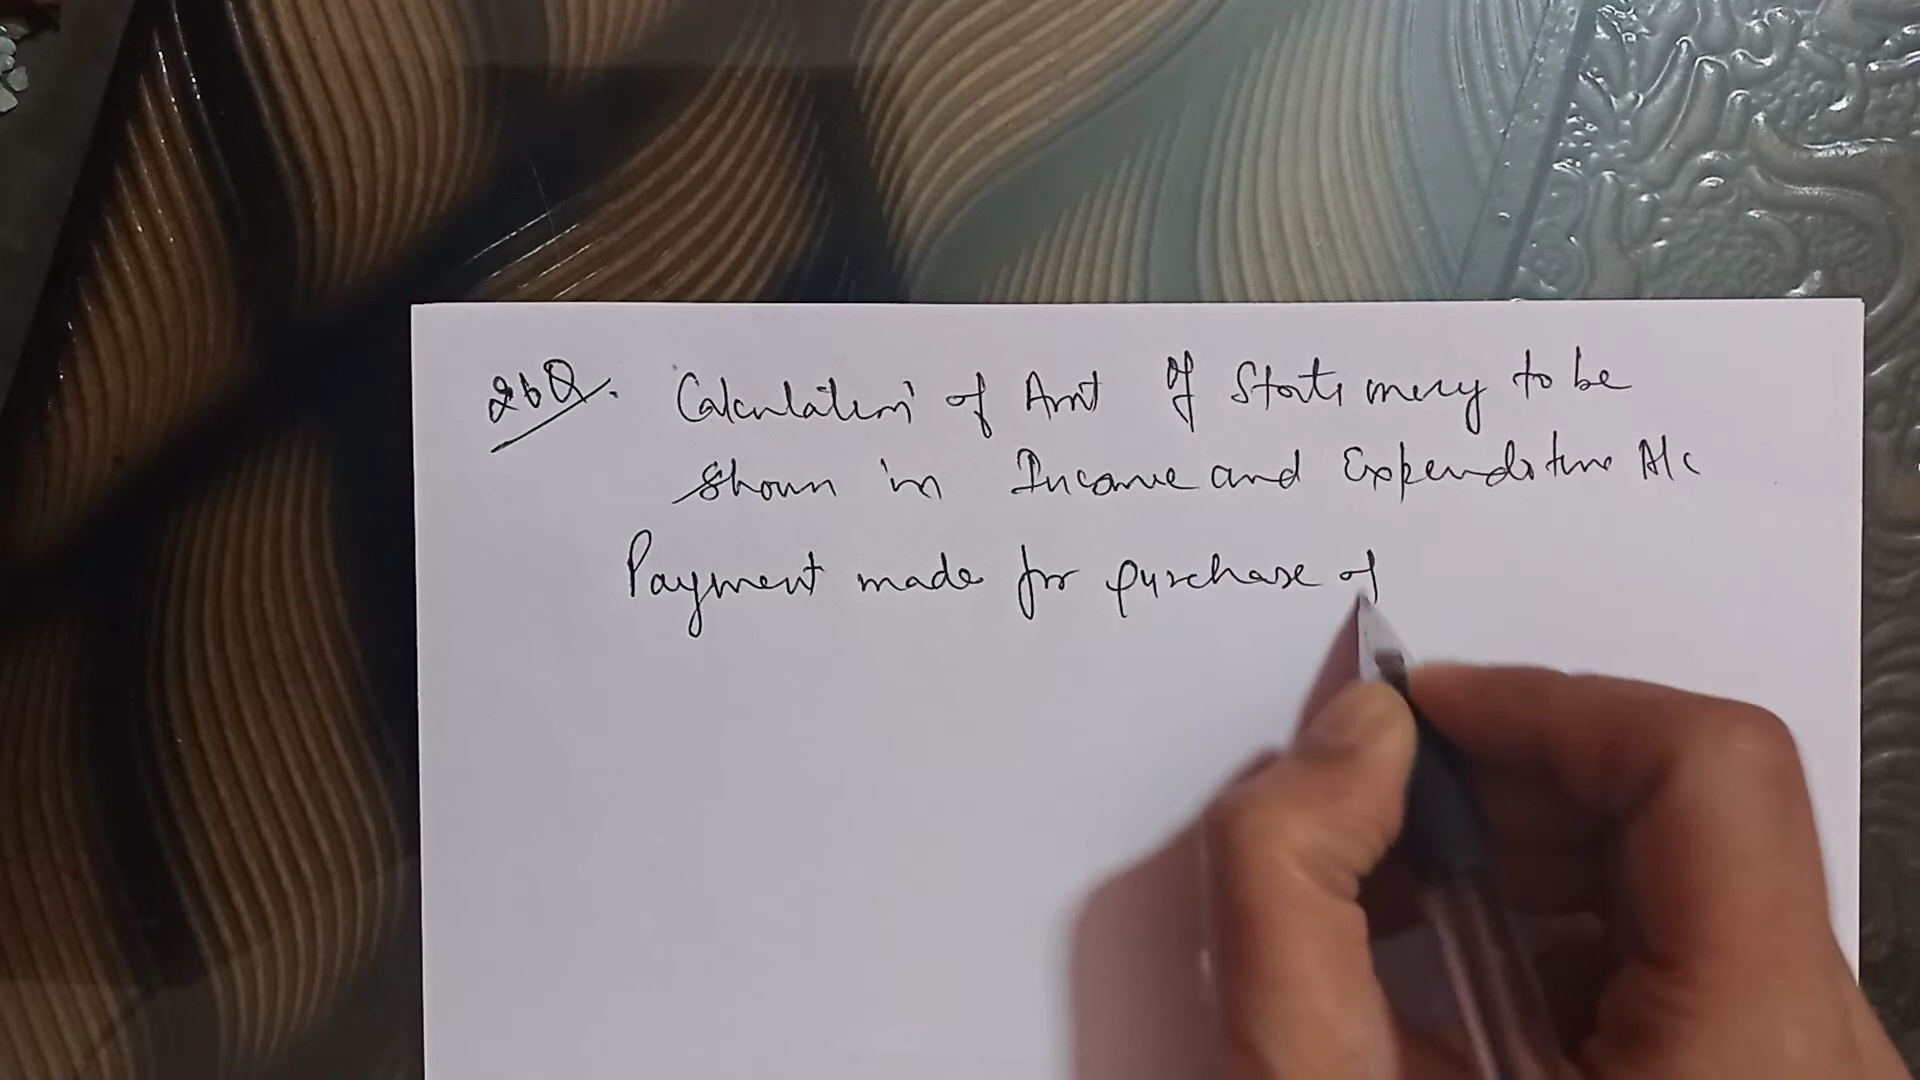 26Q. Calculation of Amt of Stationery to be
shown in Income and Expenditure A/c
Payment made for purchase of